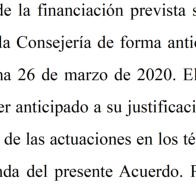 de la financiación prevista s
la Consejería de forma antic
na 26 de marzo de 2020. El
er anticipado a su justificaci
de las actuaciones en los té
nda del presente Acuerdo. F